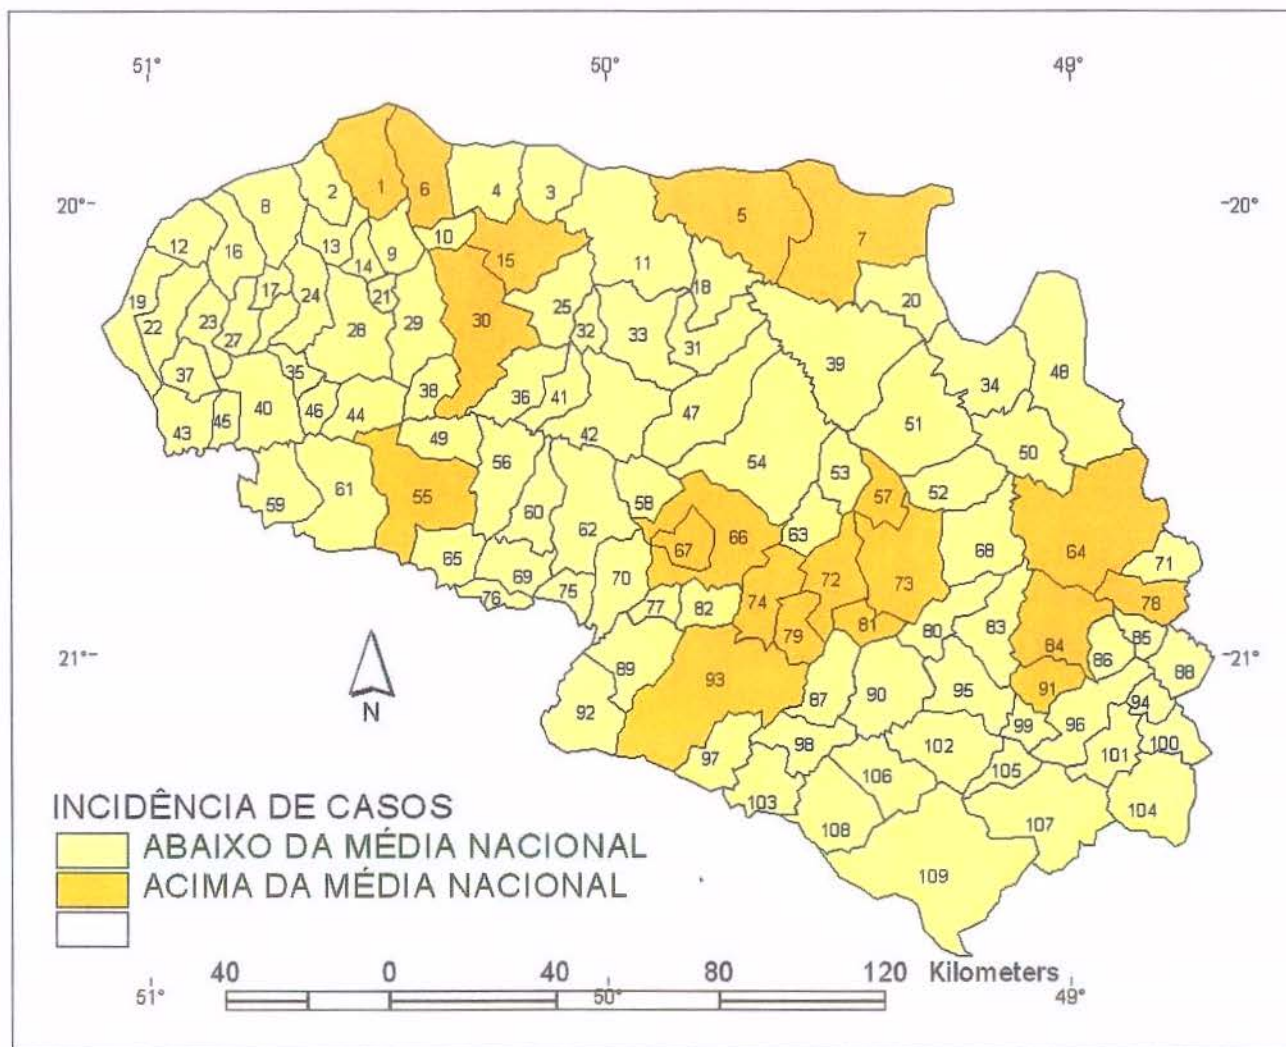 51° 50° 49°
20° 20°
1 6 4 3
2
8 5 7
12 16 13 14 9 10 15 11
19 22 23 27 17 24 21 28 29 30 25 32 33 18 31 20
37 35 38 36 41 39 34 48
43 45 40 46 44 49 42 47 51 50
59 61 55 56 60 62 58 54 53 57 52
65 69 76 75 70 67 66 63 72 73 68 64 71
77 82 74 79 81 80 83 84 78
21° 21°
89 93 87 90 95 91 86 85 88
N
92 97 98 102 99 96 94 100
103 106 105 101
108 107 104
109
INCIDÊNCIA DE CASOS
ABAIXO DA MÉDIA NACIONAL
ACIMA DA MÉDIA NACIONAL
40 0 40 80 120 Kilometers
51° 50° 49°